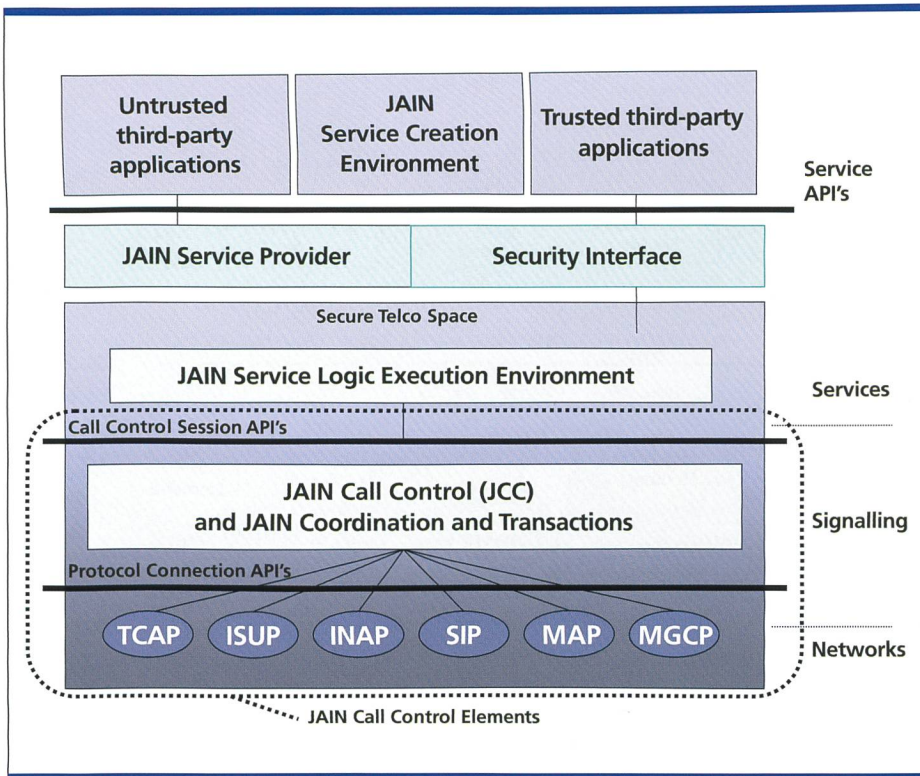 Untrusted
third-party
applications
JAIN
Service Creation
Environment
Trusted third-party
applications
Service
API's
JAIN Service Provider
Security Interface
Secure Telco Space
JAIN Service Logic Execution Environment
Services
Call Control Session API's
JAIN Call Control (JCC)
and JAIN Coordination and Transactions
Signalling
Protocol Connection API's
TCAP
ISUP
INAP
SIP
MAP
MGCP
Networks
JAIN Call Control Elements